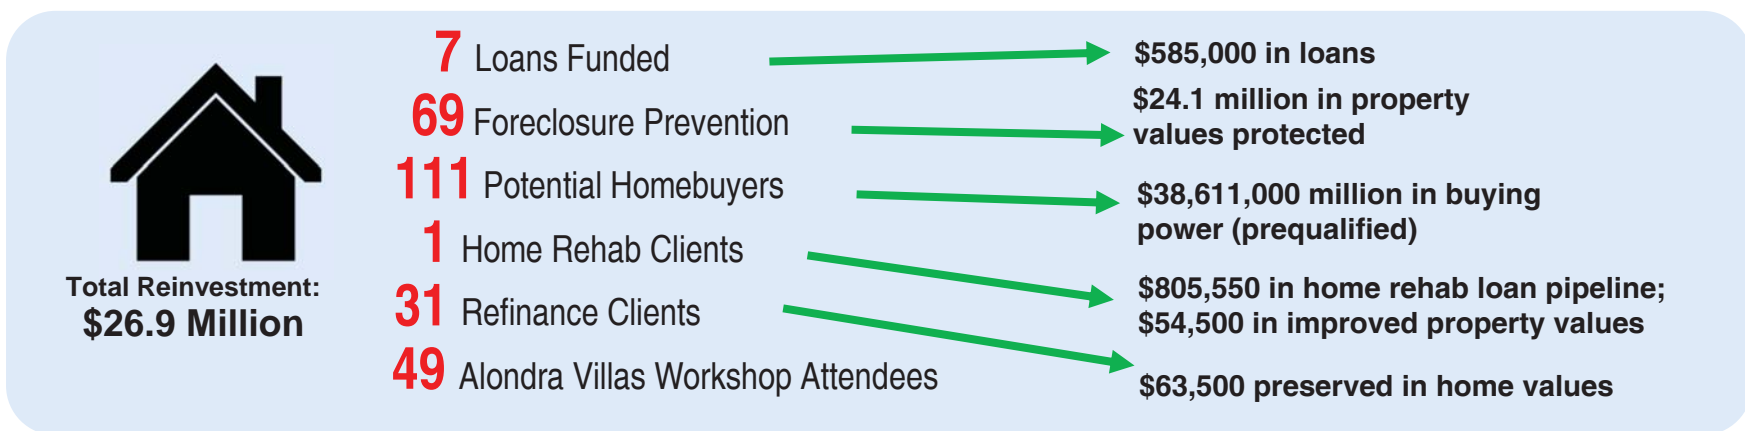 7 Loans Funded
69 Foreclosure Prevention
111 Potential Homebuyers
1 Home Rehab Clients
31 Refinance Clients
49 Alondra Villas Workshop Attendees
$585,000 in loans
$24.1 million in property
values protected
$38,611,000 million in buying
power (prequalified)
$805,550 in home rehab loan pipeline;
$54,500 in improved property values
$63,500 preserved in home values
Total Reinvestment:
$26.9 Million